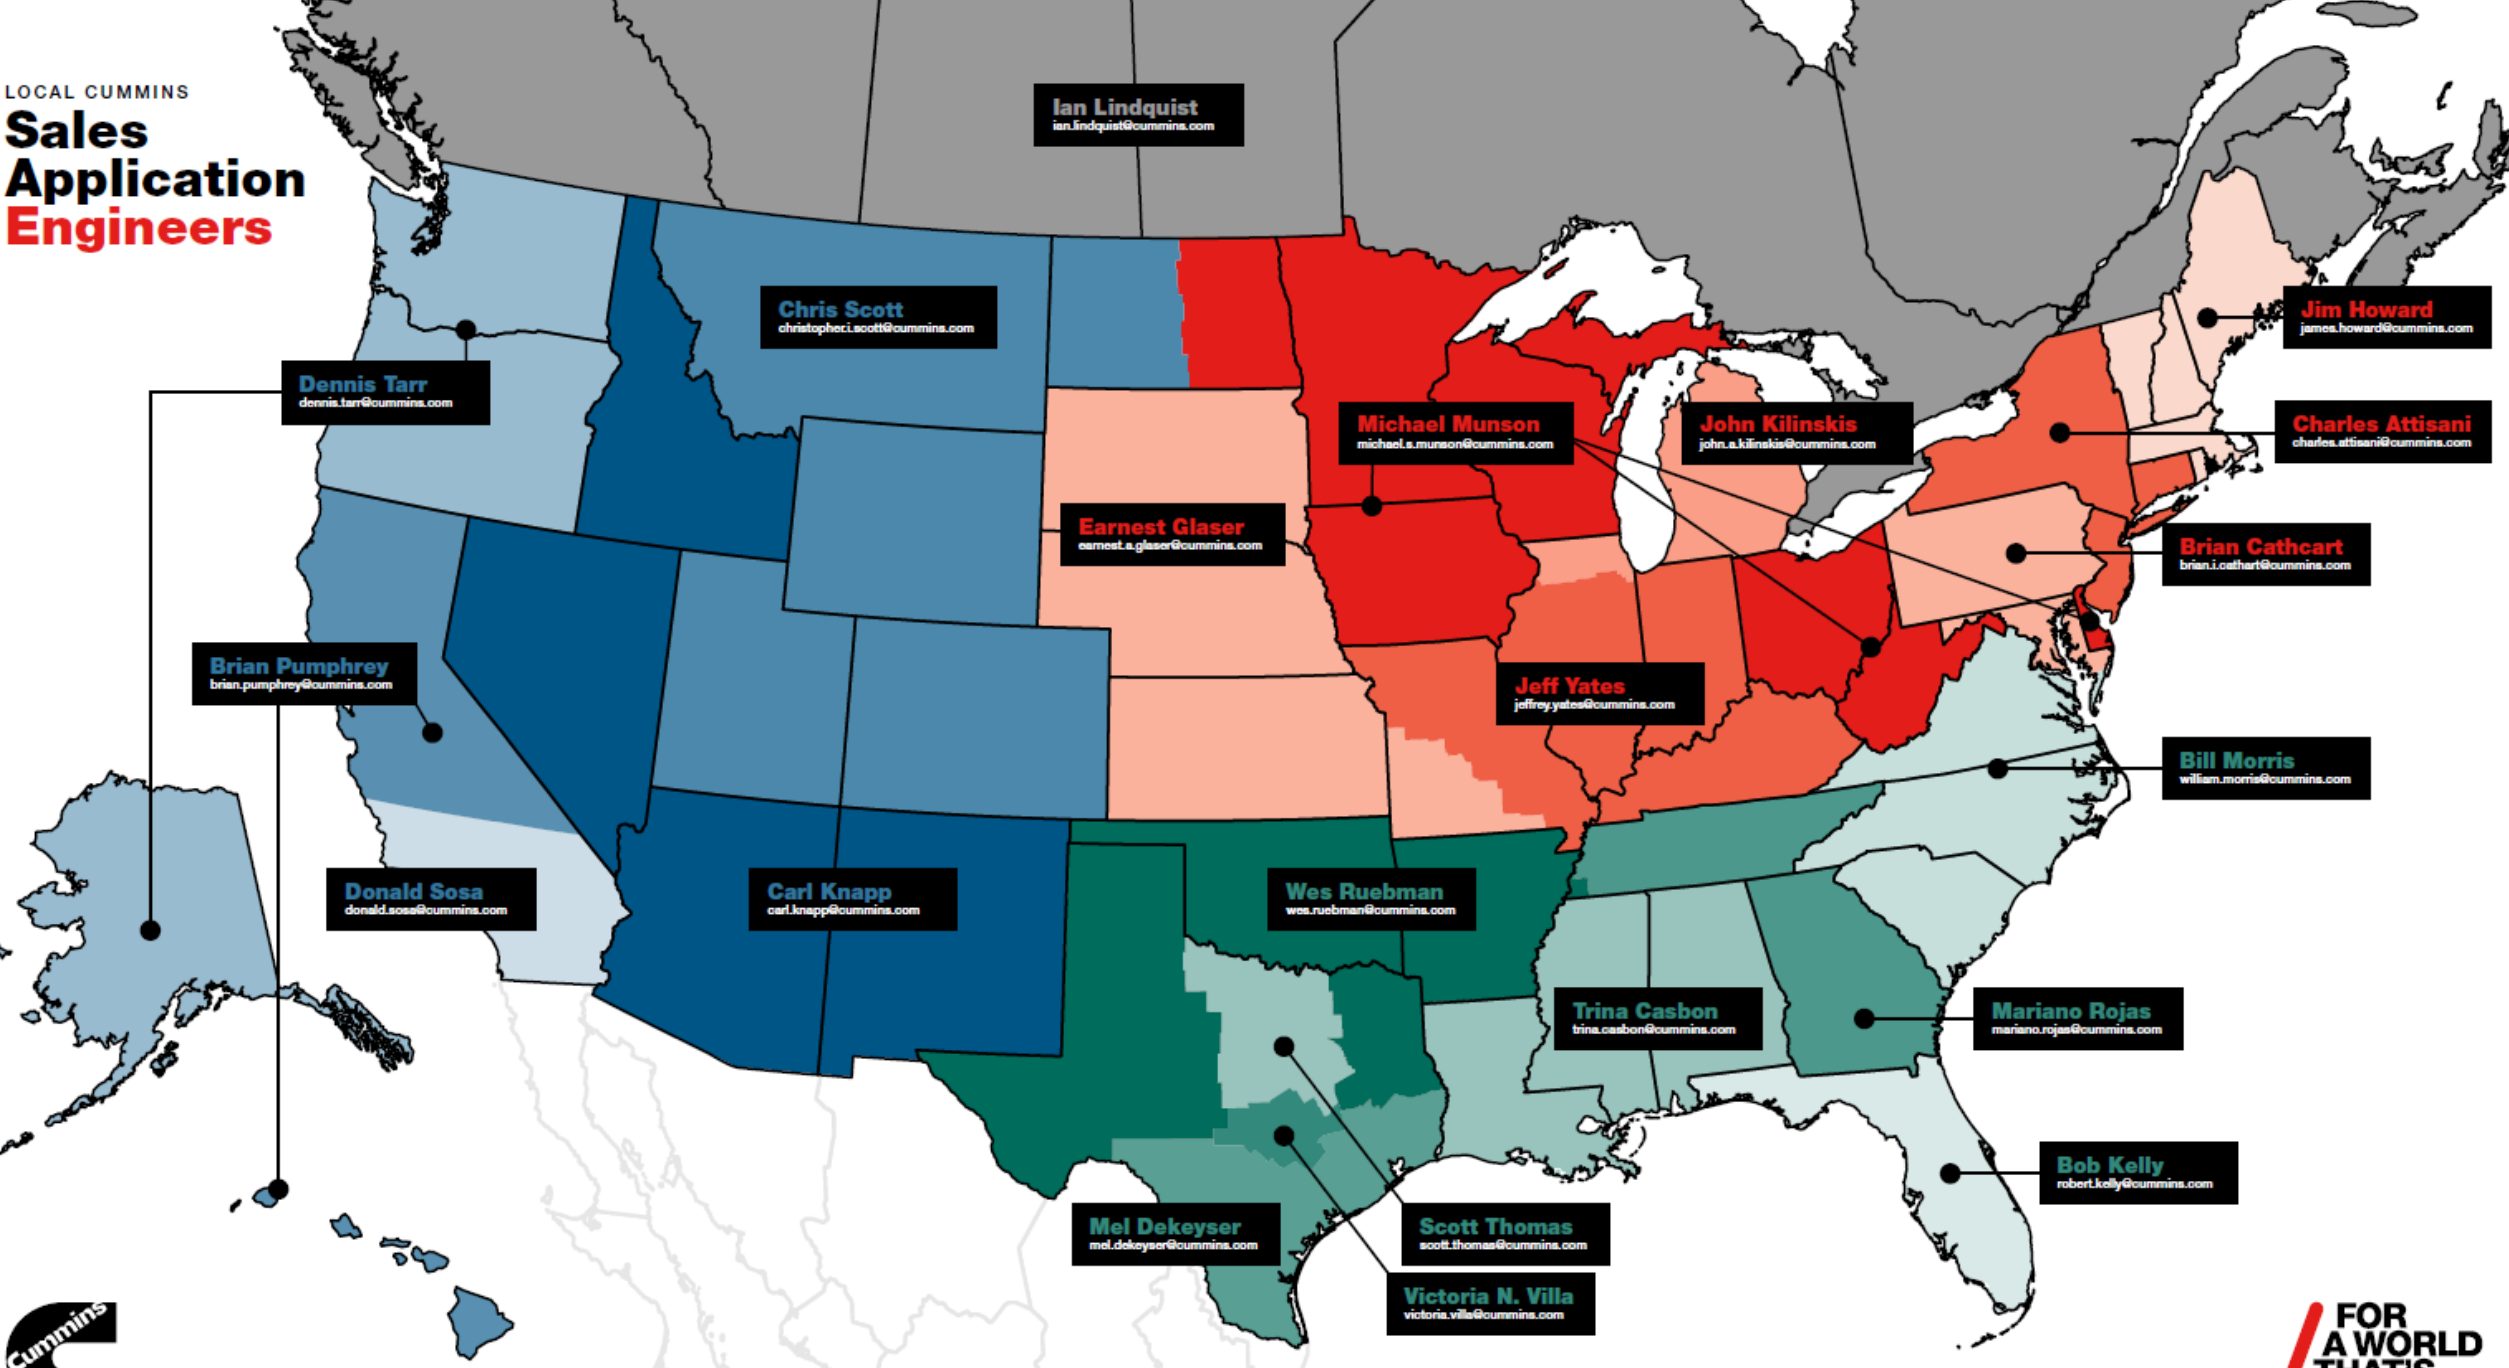 LOCAL CUMMINS
Sales
Application
Engineers
Ian Lindquist
ian.lindquist@cummins.com
Chris Scott
christopher.i.scott@cummins.com
Jim Howard
james.howard@cummins.com
Dennis Tarr
dennis.tarr@cummins.com
Michael Munson
michael.s.munson@cummins.com
John Kilinskis
john.a.kilinskis@cummins.com
Charles Attisani
charles.attisani@cummins.com
Earnest Glaser
earnest.a.glaser@cummins.com
Brian Cathcart
brian.i.cathart@cummins.com
Brian Pumphrey
brian.pumphrey@cummins.com
Jeff Yates
jeffrey.yates@cummins.com
Bill Morris
william.morris@cummins.com
Donald Sosa
donald.sosa@cummins.com
Carl Knapp
carl.knapp@cummins.com
Wes Ruebman
wes.ruebman@cummins.com
Trina Casbon
trina.casbon@cummins.com
Mariano Rojas
mariano.rojas@cummins.com
Bob Kelly
robert.kelly@cummins.com
Mel Dekeyser
mel.dekeyser@cummins.com
Scott Thomas
scott.thomas@cummins.com
Victoria N. Villa
victoria.villa@cummins.com
Cummins
FOR
A WORLD
THAT'S